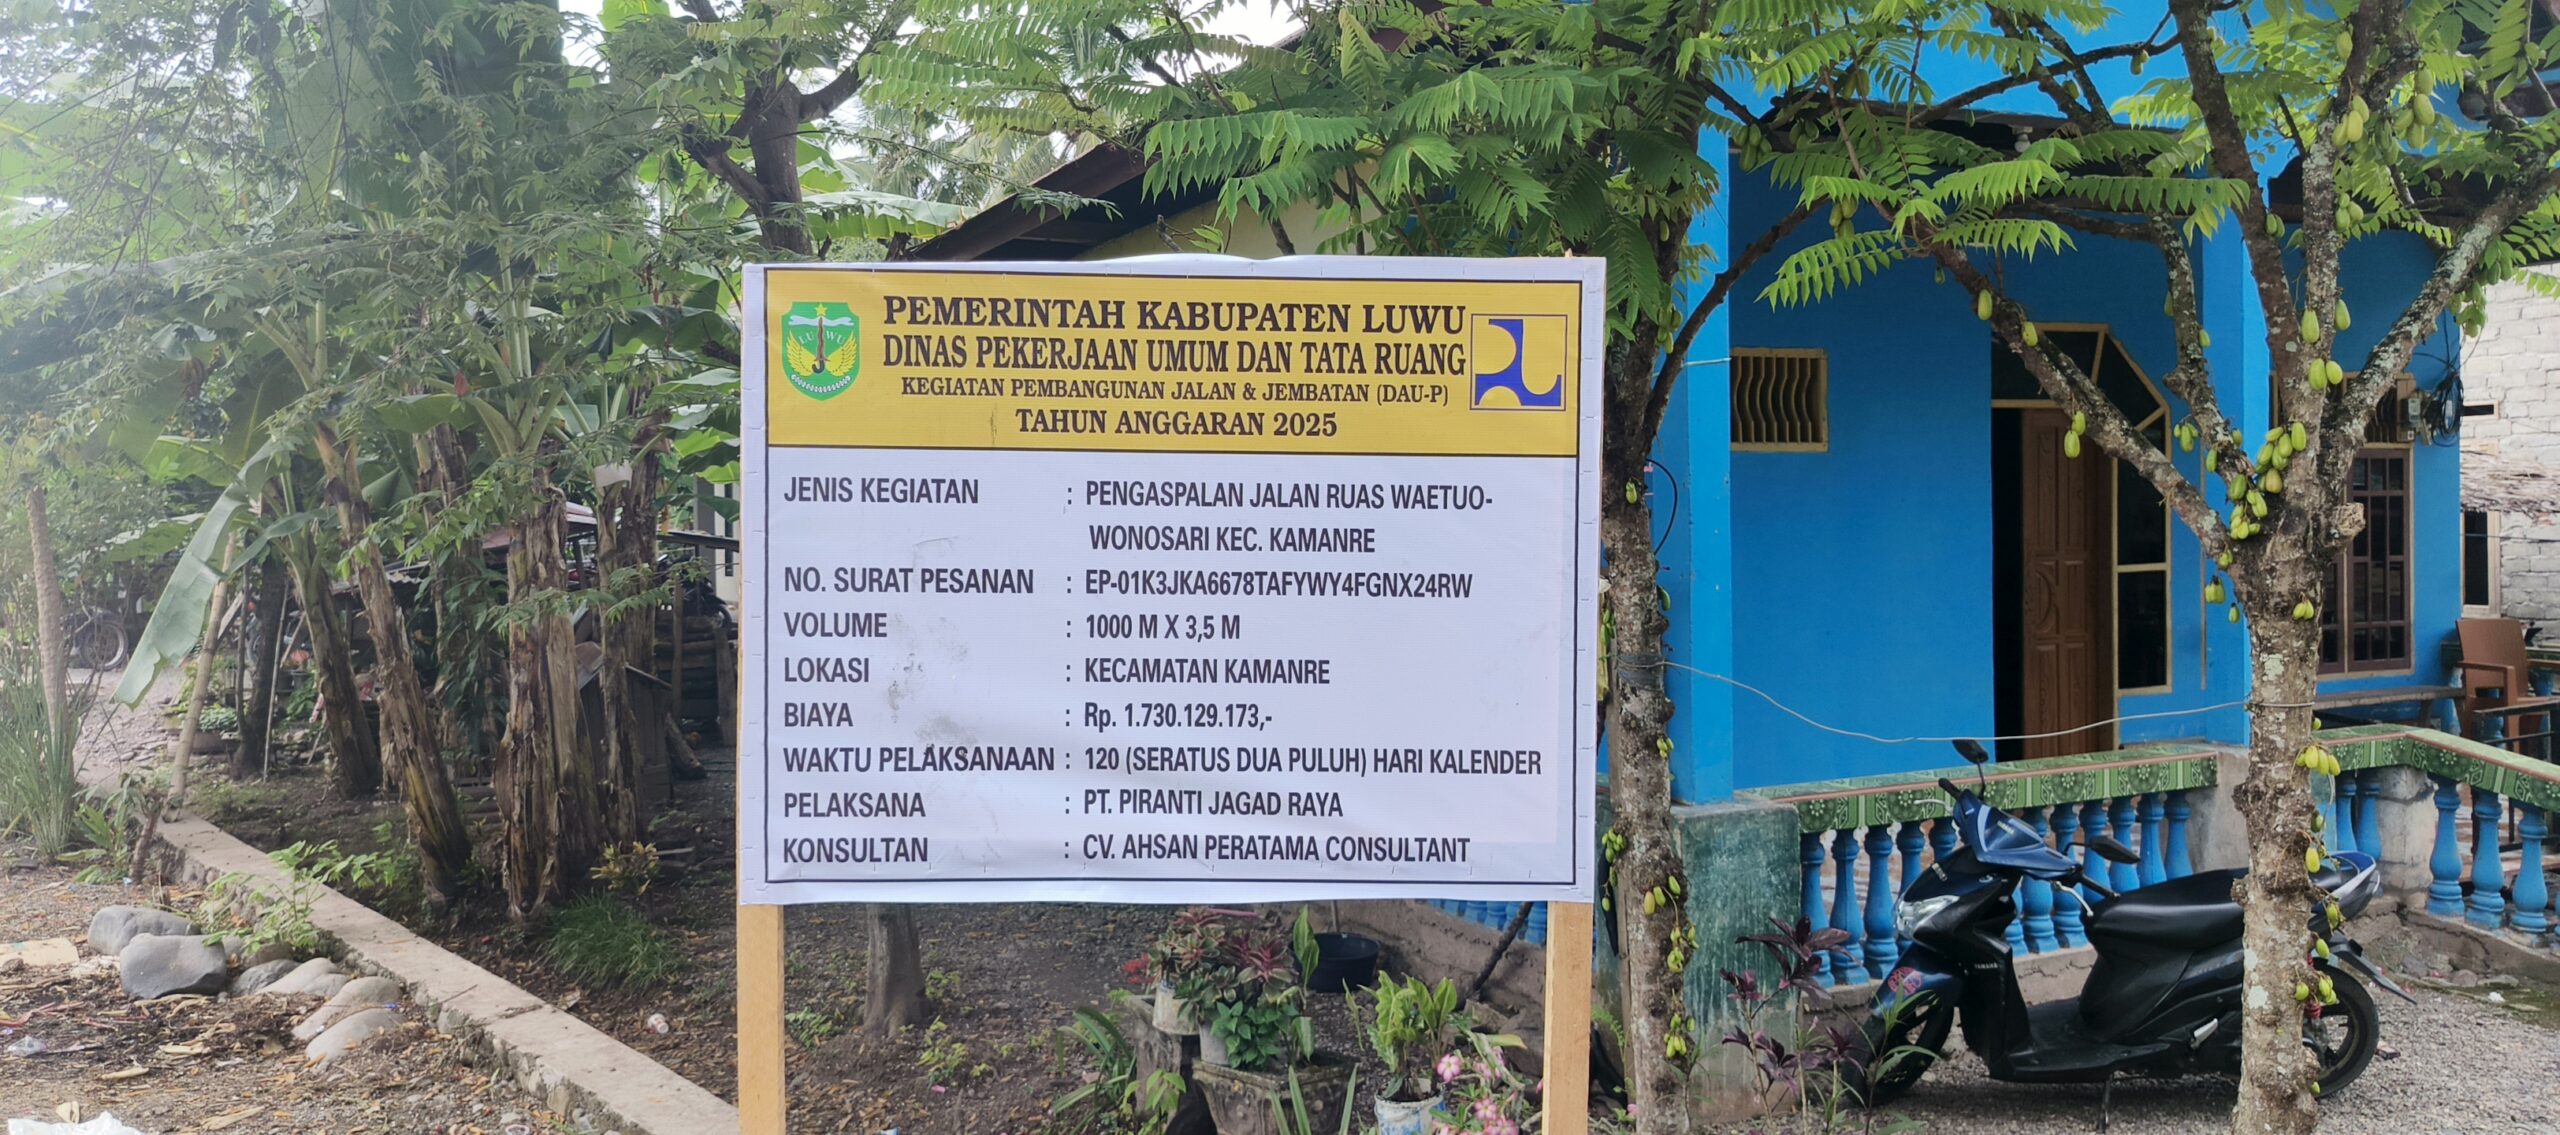 PEMERINTAH KABUPATEN LUWU
DINAS PEKERJAAN UMUM DAN TATA RUANG
KEGIATAN PEMBANGUNAN JALAN & JEMBATAN (DAU-P)
TAHUN ANGGARAN 2025
LUWU
JENIS KEGIATAN : PENGASPALAN JALAN RUAS WAETUO-
WONOSARI KEC. KAMANRE
NO. SURAT PESANAN : EP-01K3JKA6678TAFYWY4FGNX24RW
VOLUME : 1000 M X 3,5 M
LOKASI : KECAMATAN KAMANRE
BIAYA : Rp. 1.730.129.173,-
WAKTU PELAKSANAAN : 120 (SERATUS DUA PULUH) HARI KALENDER
PELAKSANA : PT. PIRANTI JAGAD RAYA
KONSULTAN : CV. AHSAN PERATAMA CONSULTANT
YAMAHA